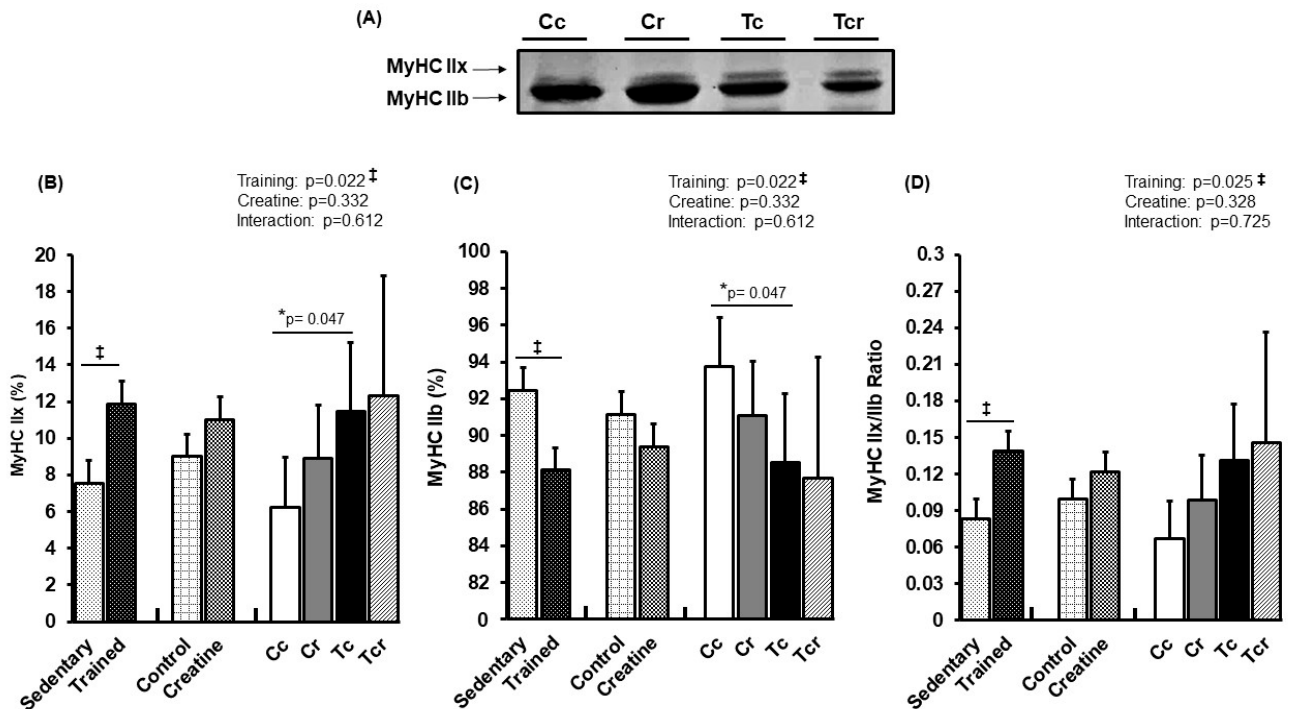 (A)
Cc Cr Tc Tcr
MyHC IIx
MyHC IIb
(B)
Training: p=0.022‡
Creatine: p=0.332
Interaction: p=0.612
MyHC IIx (%)
20
18
16
14
12
10
8
6
4
2
0
‡
*p= 0.047
Sedentary
Trained
Control
Creatine
Cc
Cr
Tc
Tcr
(C)
Training: p=0.022‡
Creatine: p=0.332
Interaction: p=0.612
MyHC IIb (%)
100
98
96
94
92
90
88
86
84
82
0
‡
*p= 0.047
Sedentary
Trained
Control
Creatine
Cc
Cr
Tc
Tcr
(D)
Training: p=0.025 ‡
Creatine: p=0.328
Interaction: p=0.725
MyHC IIx/IIb Ratio
0.3
0.27
0.24
0.21
0.18
0.15
0.12
0.09
0.06
0.03
0
‡
Sedentary
Trained
Control
Creatine
Cc
Cr
Tc
Tcr